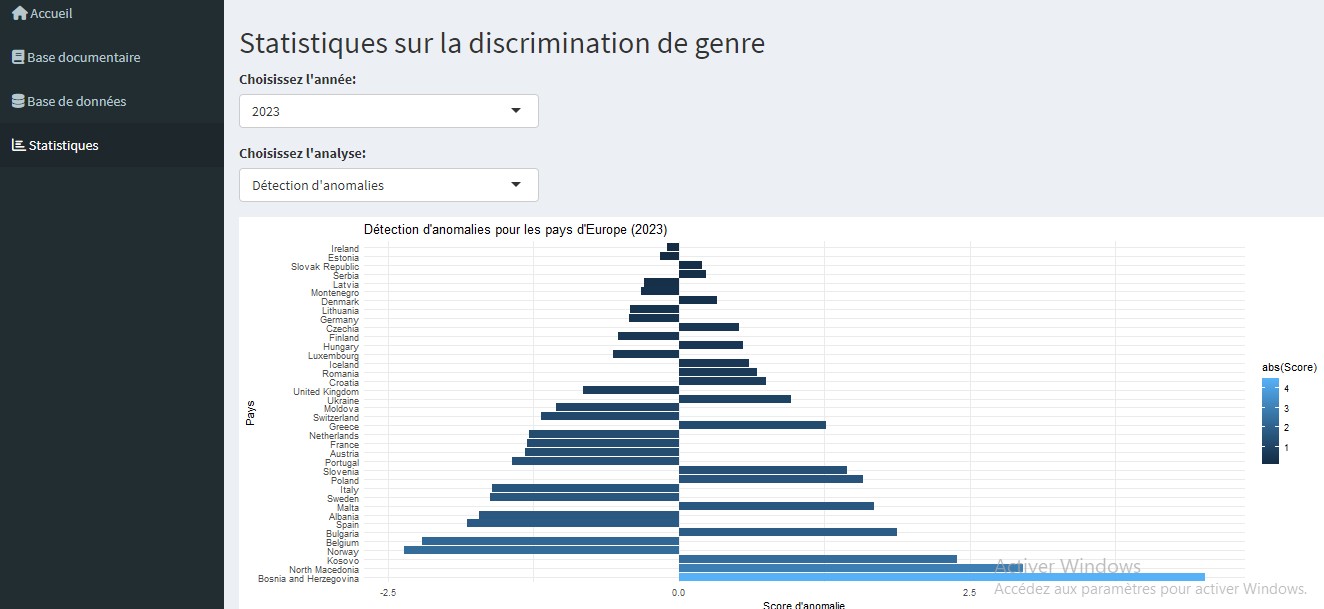 Accueil
Base documentaire
Base de données
Statistiques
Statistiques sur la discrimination de genre
Choisissez l'année:
2023
Choisissez l'analyse:
Détection d'anomalies
Détection d'anomalies pour les pays d'Europe (2023)
Pays
Ireland
Estonia
Slovak Republic
Serbia
Latvia
Montenegro
Denmark
Lithuania
Germany
Czechia
Finland
Hungary
Luxembourg
Iceland
Romania
Croatia
United Kingdom
Ukraine
Moldova
Switzerland
Greece
Netherlands
France
Austria
Portugal
Slovenia
Poland
Italy
Sweden
Malta
Albania
Spain
Bulgaria
Belgium
Norway
Kosovo
North Macedonia
Bosnia and Herzegovina
-2.5
0.0
2.5
Score d'anomalie
abs(Score)
4
3
2
1
Activer Windows
Accédez aux paramètres pour activer Windows.